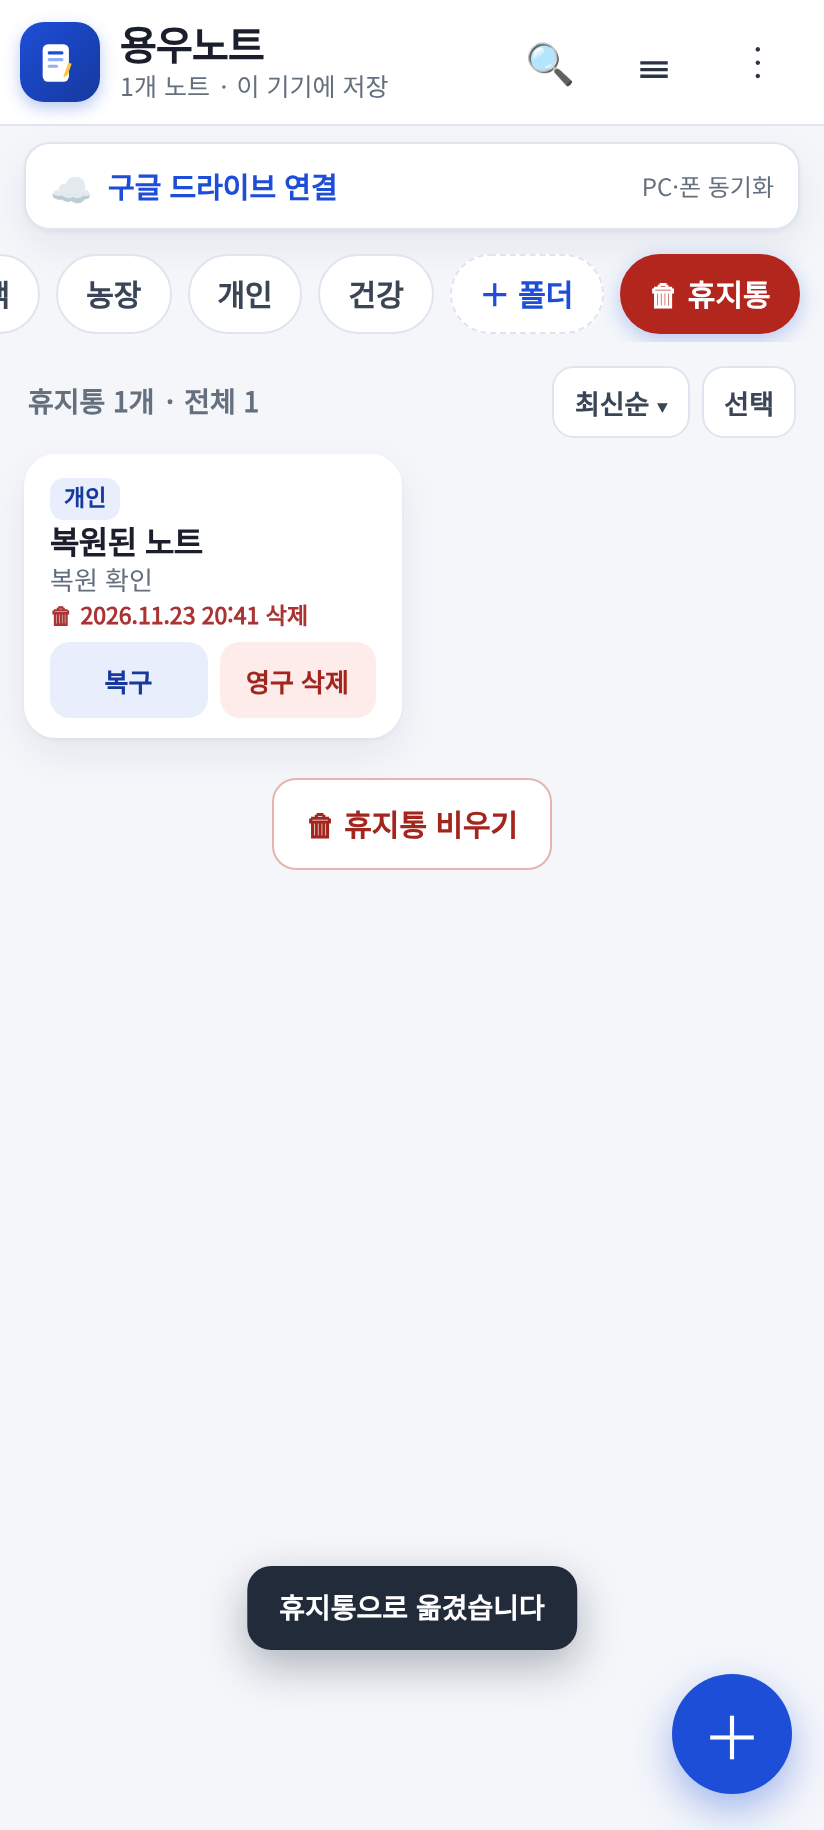 용우노트
1개 노트 · 이 기기에 저장
구글 드라이브 연결
PC·폰 동기화
농장
개인
건강
+ 폴더
휴지통
휴지통 1개 · 전체 1
최신순 ▾
선택
개인
복원된 노트
복원 확인
2026.11.23 20:41 삭제
복구
영구 삭제
휴지통 비우기
휴지통으로 옮겼습니다